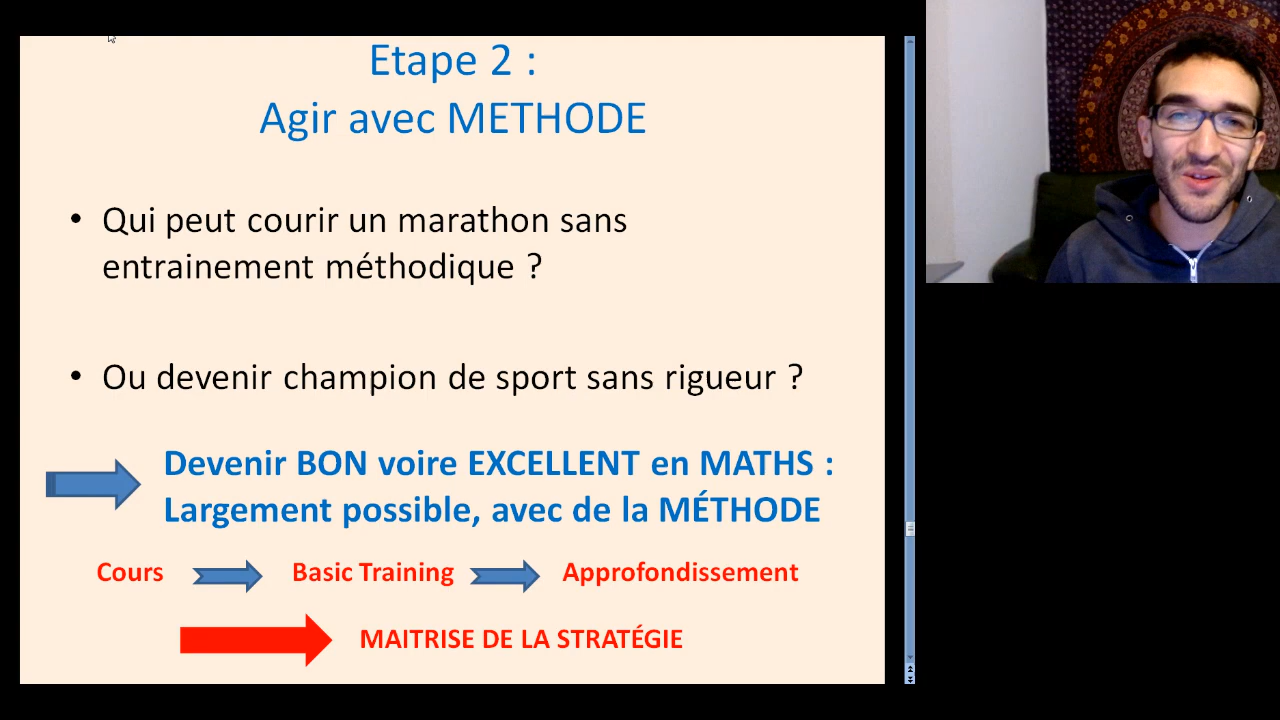 Etape 2 :
Agir avec METHODE
• Qui peut courir un marathon sans
entrainement méthodique ?
• Ou devenir champion de sport sans rigueur ?
Devenir BON voire EXCELLENT en MATHS :
Largement possible, avec de la MÉTHODE
Cours Basic Training Approfondissement
MAITRISE DE LA STRATÉGIE